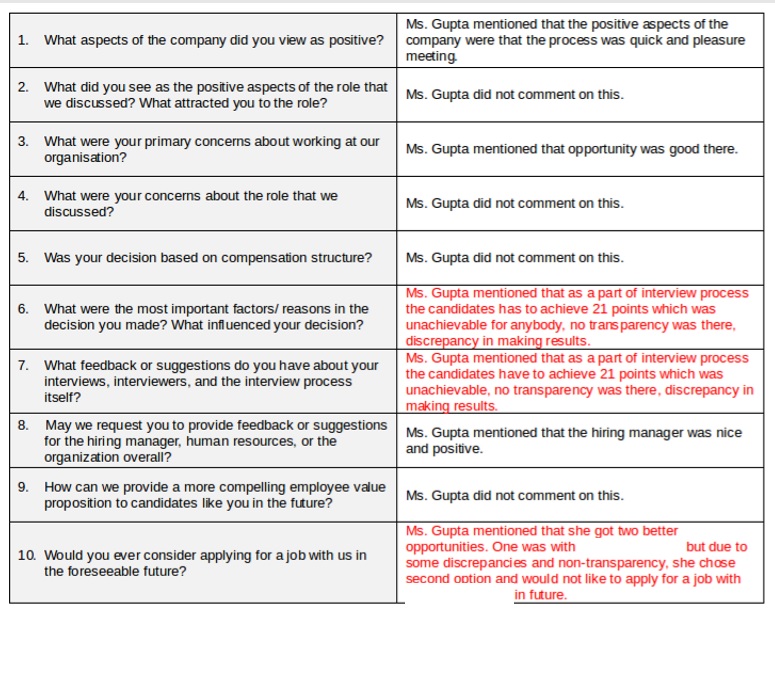 1. What aspects of the company did you view as positive?
Ms. Gupta mentioned that the positive aspects of the
company were that the process was quick and pleasure
meeting.
2. What did you see as the positive aspects of the role that
we discussed? What attracted you to the role?
Ms. Gupta did not comment on this.
3. What were your primary concerns about working at our
organisation?
Ms. Gupta mentioned that opportunity was good there.
4. What were your concerns about the role that we
discussed?
Ms. Gupta did not comment on this.
5. Was your decision based on compensation structure?
Ms. Gupta did not comment on this.
6. What were the most important factors/ reasons in the
decision you made? What influenced your decision?
Ms. Gupta mentioned that as a part of interview process
the candidates has to achieve 21 points which was
unachievable for anybody, no transparency was there,
discrepancy in making results.
7. What feedback or suggestions do you have about your
interviews, interviewers, and the interview process
itself?
Ms. Gupta mentioned that as a part of interview process
the candidates have to achieve 21 points which was
unachievable, no transparency was there, discrepancy in
making results.
8. May we request you to provide feedback or suggestions
for the hiring manager, human resources, or the
organization overall?
Ms. Gupta mentioned that the hiring manager was nice
and positive.
9. How can we provide a more compelling employee value
proposition to candidates like you in the future?
Ms. Gupta did not comment on this.
10. Would you ever consider applying for a job with us in
the foreseeable future?
Ms. Gupta mentioned that she got two better
opportunities. One was with but due to
some discrepancies and non-transparency, she chose
second option and would not like to apply for a job with
in future.